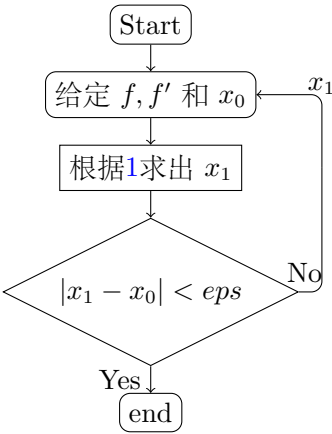 Start
给定 f, f′ 和 x₀
x₁
根据1求出 x₁
|x₁ − x₀| < eps
No
Yes
end